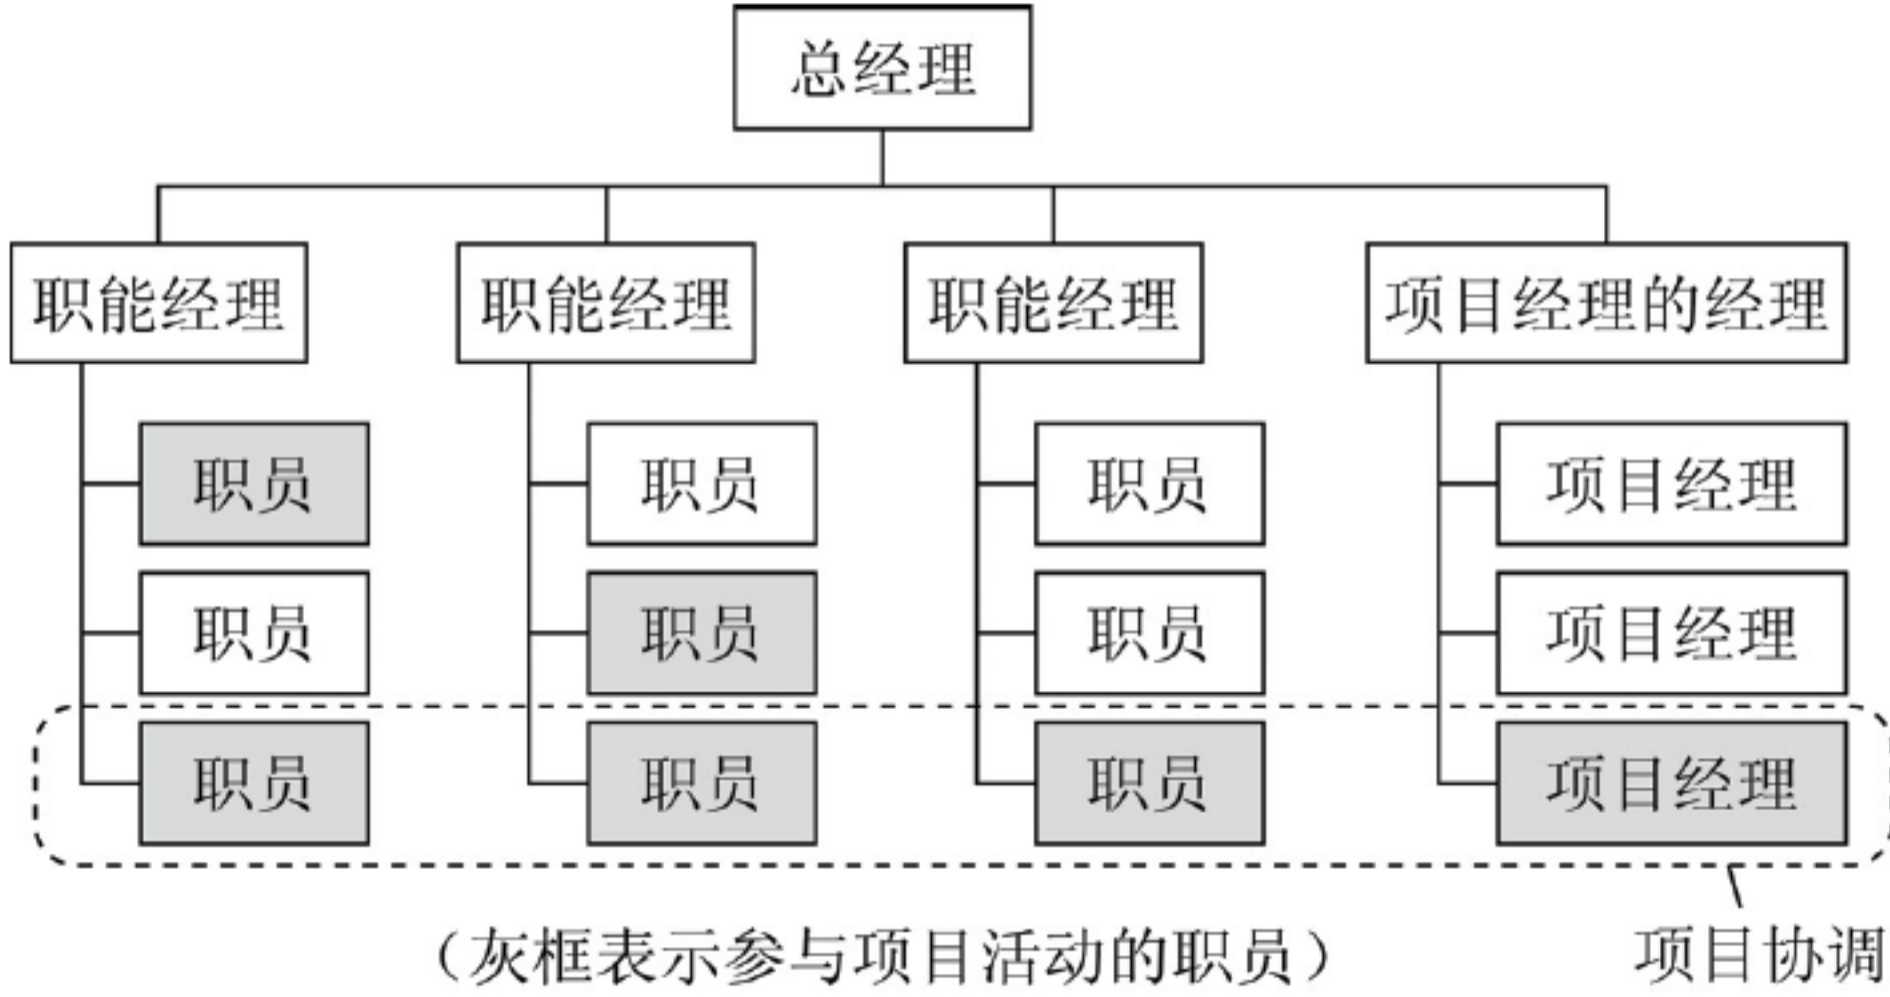 总经理
职能经理 职能经理 职能经理 项目经理的经理
职员 职员 职员 项目经理
职员 职员 职员 项目经理
职员 职员 职员 项目经理
（灰框表示参与项目活动的职员） 项目协调